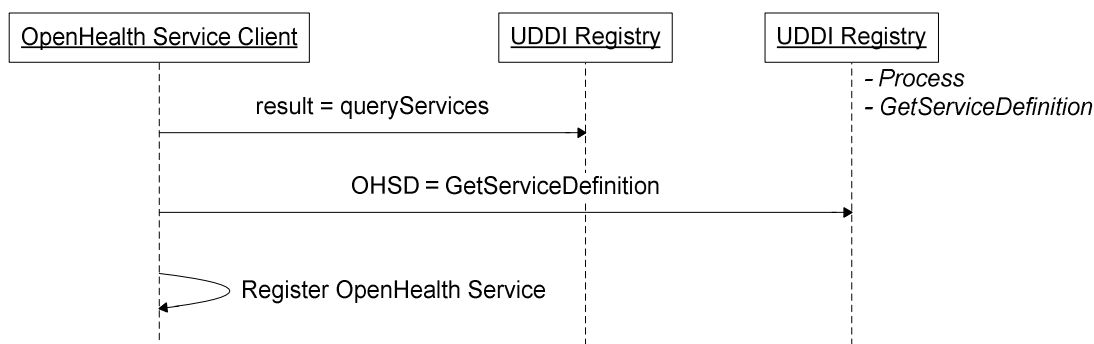 OpenHealth Service Client
UDDI Registry
UDDI Registry
- Process
- GetServiceDefinition
result = queryServices
OHSD = GetServiceDefinition
Register OpenHealth Service